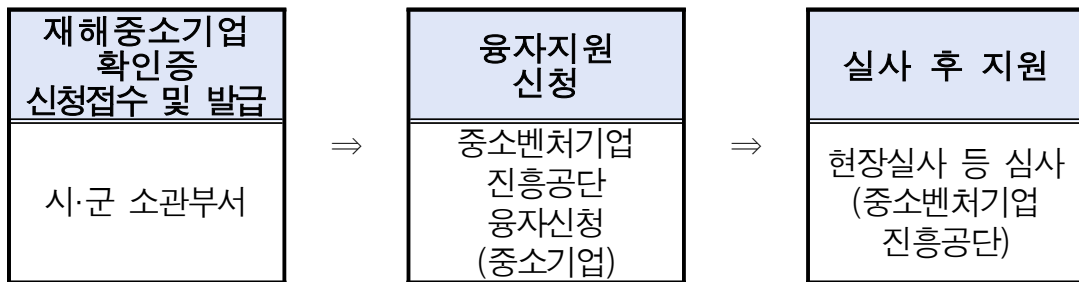 재해중소기업
확인증
신청접수 및 발급
시·군 소관부서
⇒
융자지원
신청
중소벤처기업
진흥공단
융자신청
(중소기업)
⇒
실사 후 지원
현장실사 등 심사
(중소벤처기업
진흥공단)